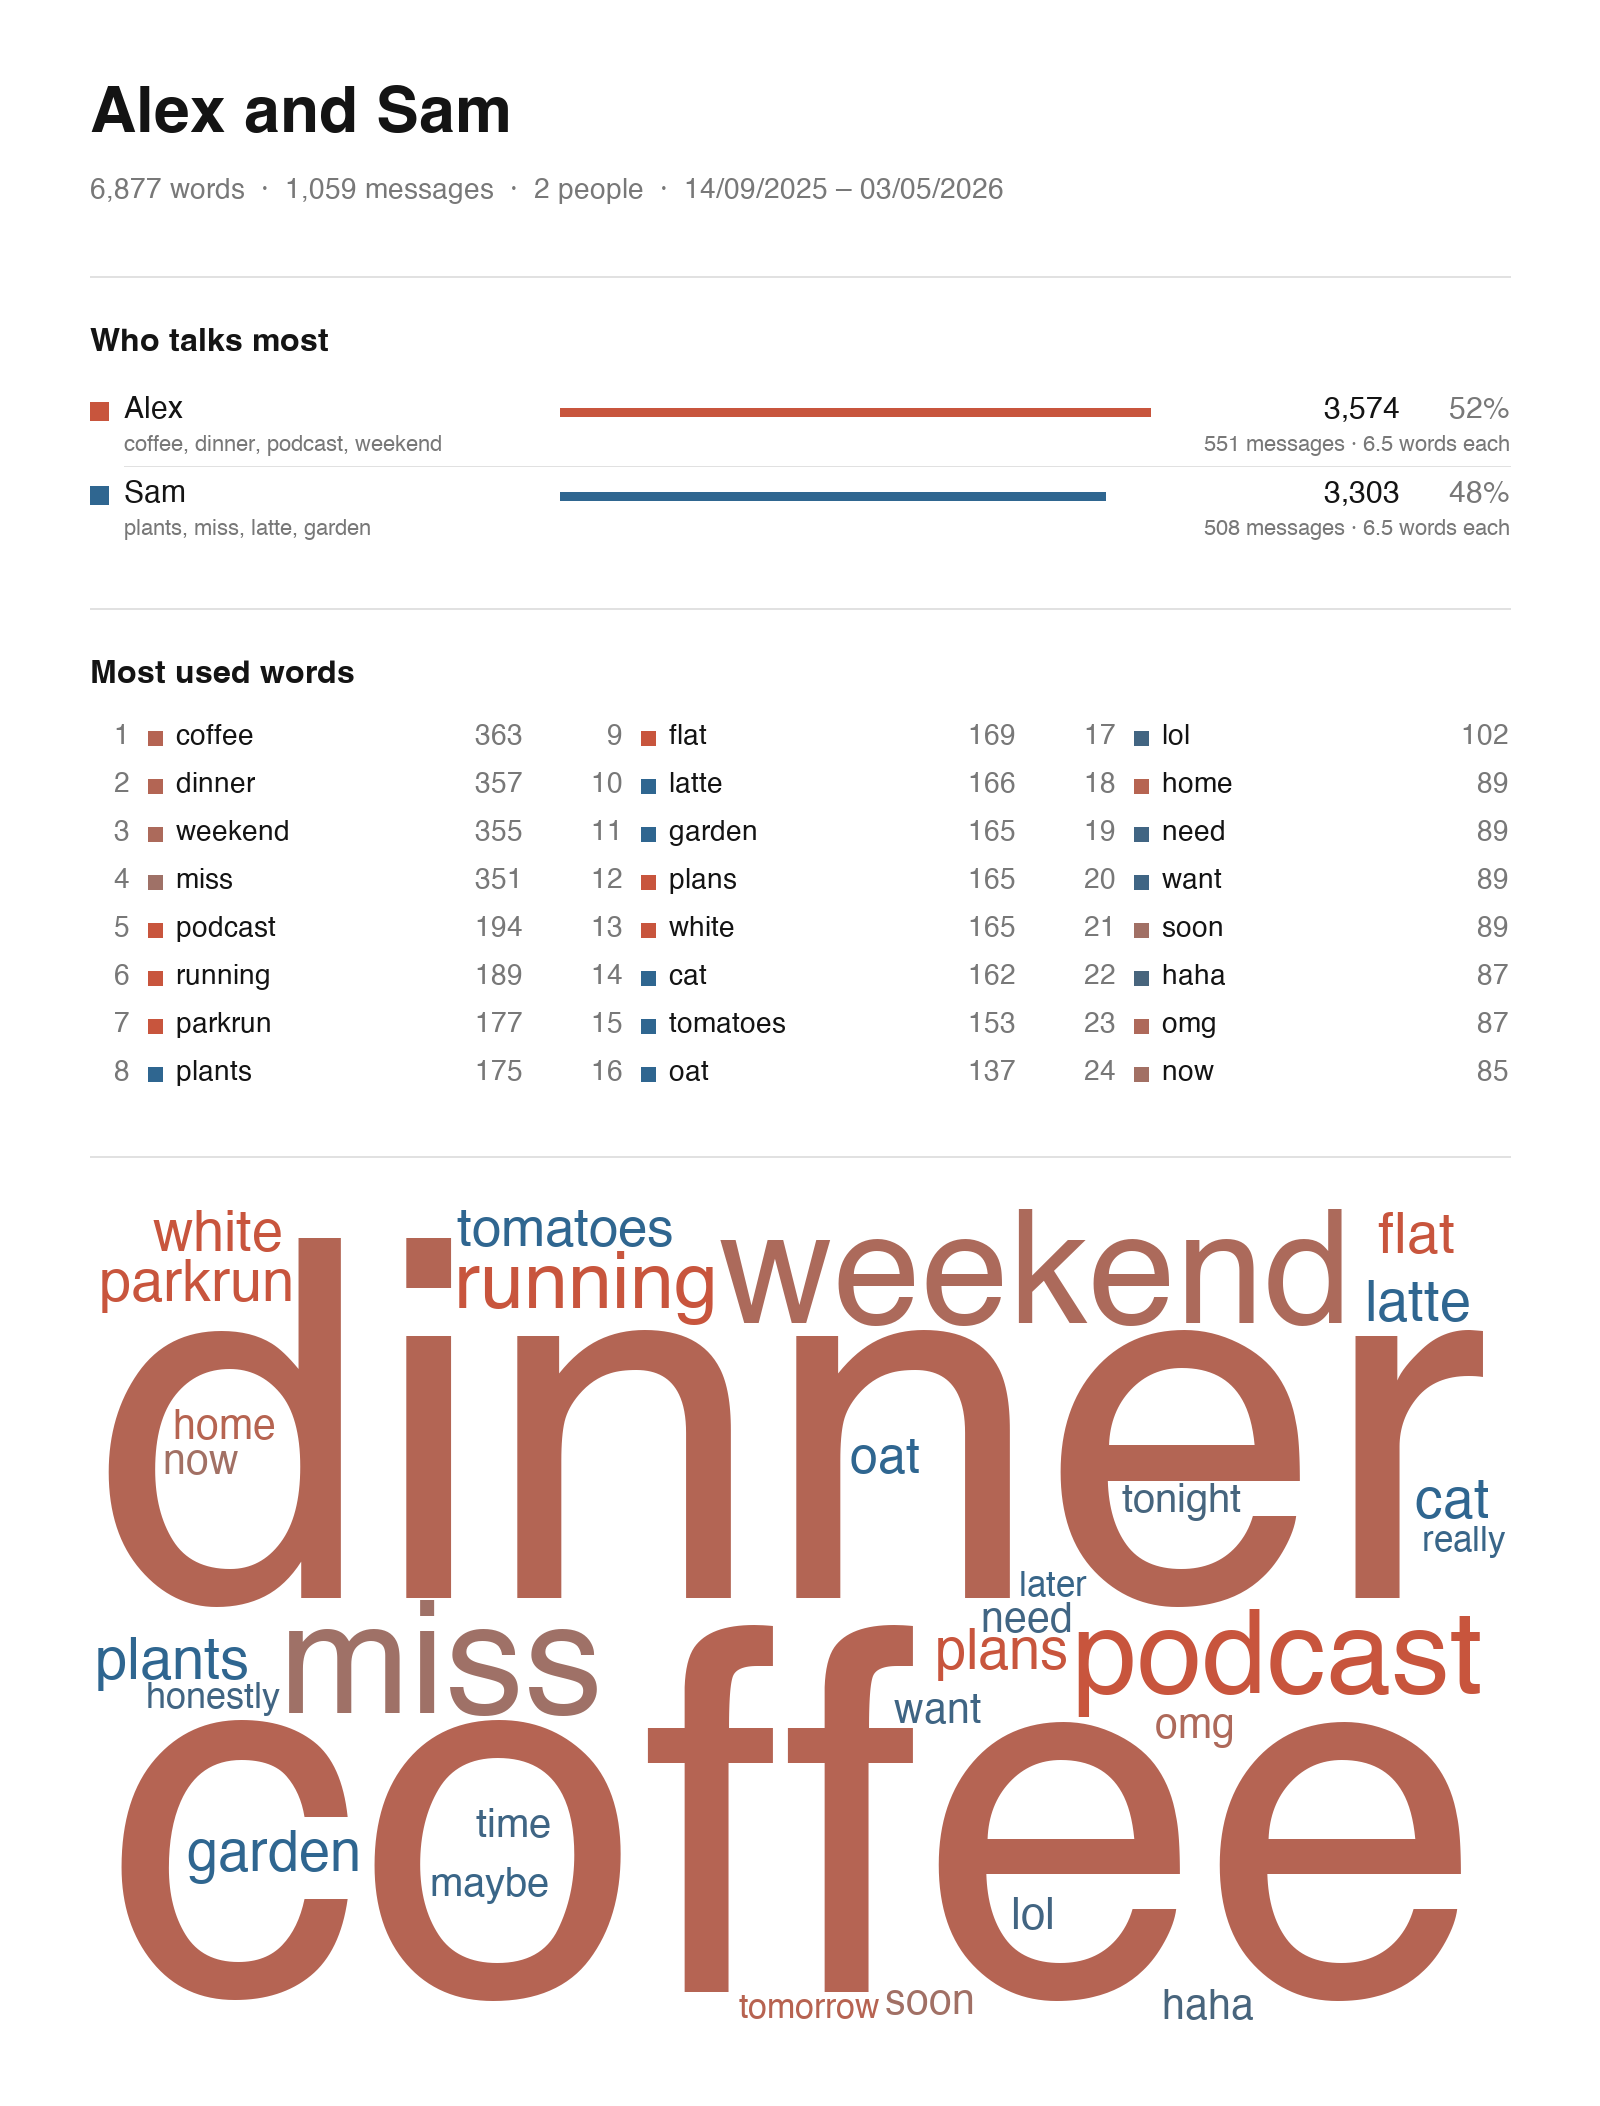 Alex and Sam
6,877 words · 1,059 messages · 2 people · 14/09/2025 – 03/05/2026
Who talks most
Alex 3,574 52%
coffee, dinner, podcast, weekend 551 messages · 6.5 words each
Sam 3,303 48%
plants, miss, latte, garden 508 messages · 6.5 words each
Most used words
1 coffee 363 9 flat 169 17 lol 102
2 dinner 357 10 latte 166 18 home 89
3 weekend 355 11 garden 165 19 need 89
4 miss 351 12 plans 165 20 want 89
5 podcast 194 13 white 165 21 soon 89
6 running 189 14 cat 162 22 haha 87
7 parkrun 177 15 tomatoes 153 23 omg 87
8 plants 175 16 oat 137 24 now 85
white
tomatoes
weekend
flat
parkrun
running
latte
dinner
home
now
oat
tonight
cat
really
later
need
plants
miss
plans
podcast
honestly
want
omg
coffee
time
garden
maybe
lol
tomorrow
soon
haha